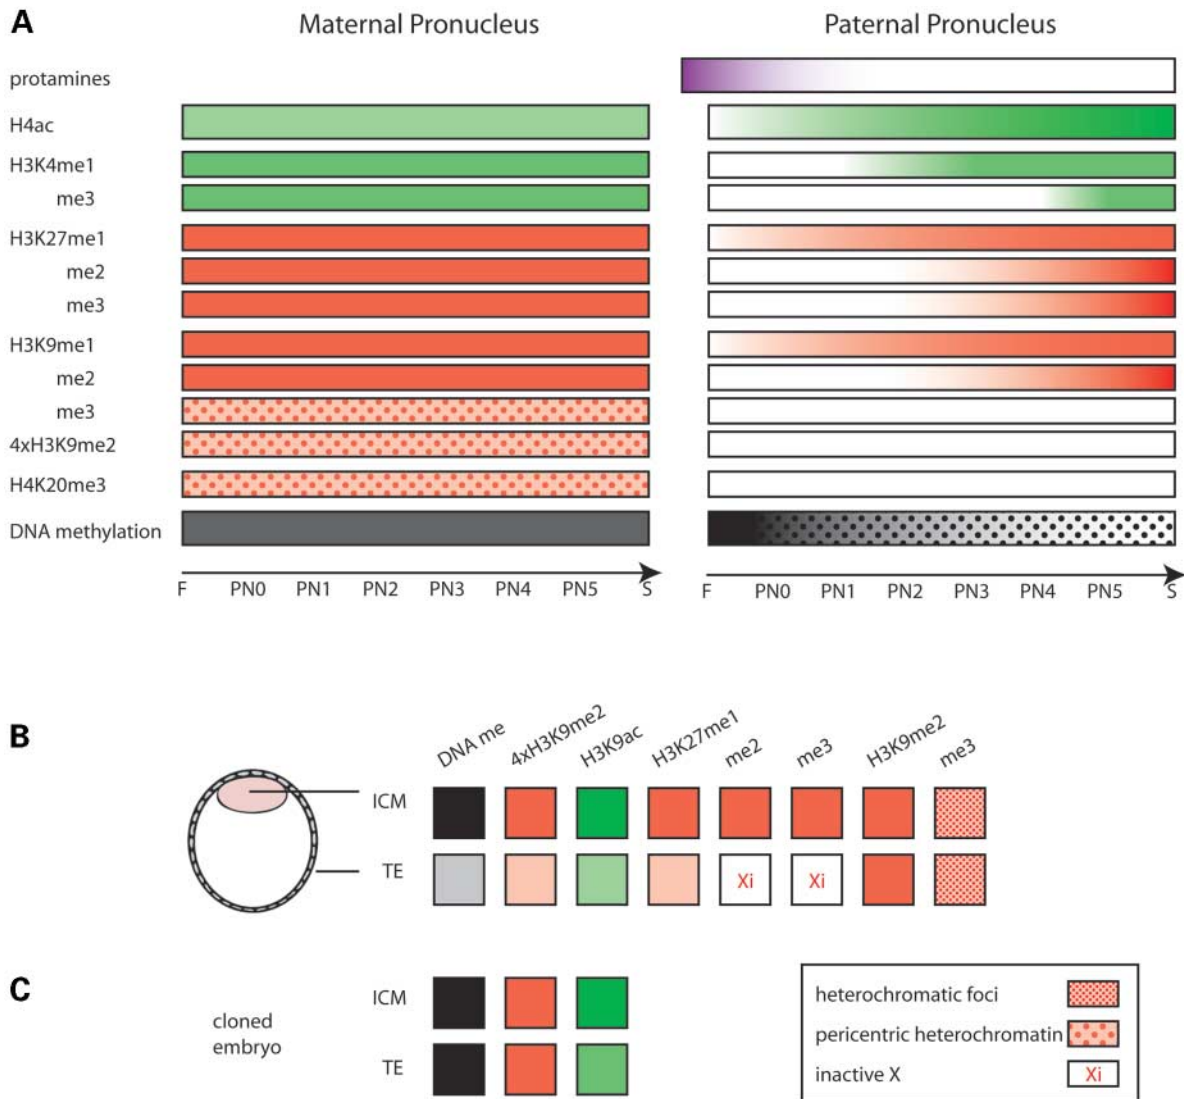 A
Maternal Pronucleus
Paternal Pronucleus
protamines
H4ac
H3K4me1
me3
H3K27me1
me2
me3
H3K9me1
me2
me3
4xH3K9me2
H4K20me3
DNA methylation
F PN0 PN1 PN2 PN3 PN4 PN5 S
F PN0 PN1 PN2 PN3 PN4 PN5 S
B
DNA me 4xH3K9me2 H3K9ac H3K27me1 me2 me3 H3K9me2 me3
ICM
TE
Xi Xi
C
cloned
embryo
ICM
TE
heterochromatic foci
pericentric heterochromatin
inactive X Xi